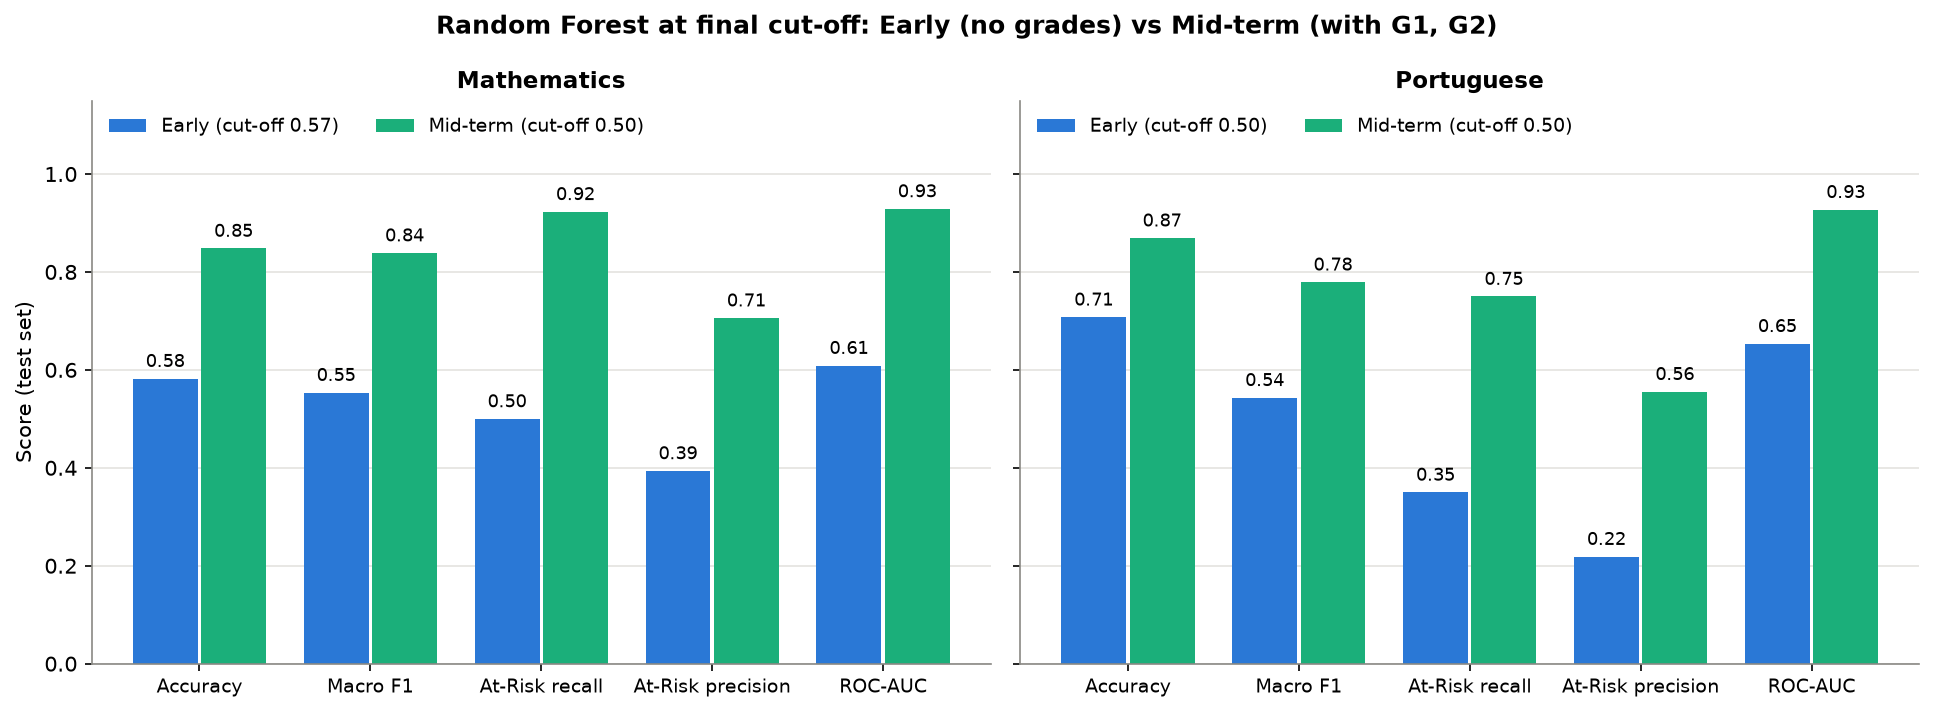 Random Forest at final cut-off: Early (no grades) vs Mid-term (with G1, G2)
Mathematics
Early (cut-off 0.57)
Mid-term (cut-off 0.50)
Score (test set)
1.0
0.8
0.6
0.4
0.2
0.0
0.58
0.85
0.55
0.84
0.50
0.92
0.39
0.71
0.61
0.93
Accuracy
Macro F1
At-Risk recall
At-Risk precision
ROC-AUC
Portuguese
Early (cut-off 0.50)
Mid-term (cut-off 0.50)
0.71
0.87
0.54
0.78
0.35
0.75
0.22
0.56
0.65
0.93
Accuracy
Macro F1
At-Risk recall
At-Risk precision
ROC-AUC